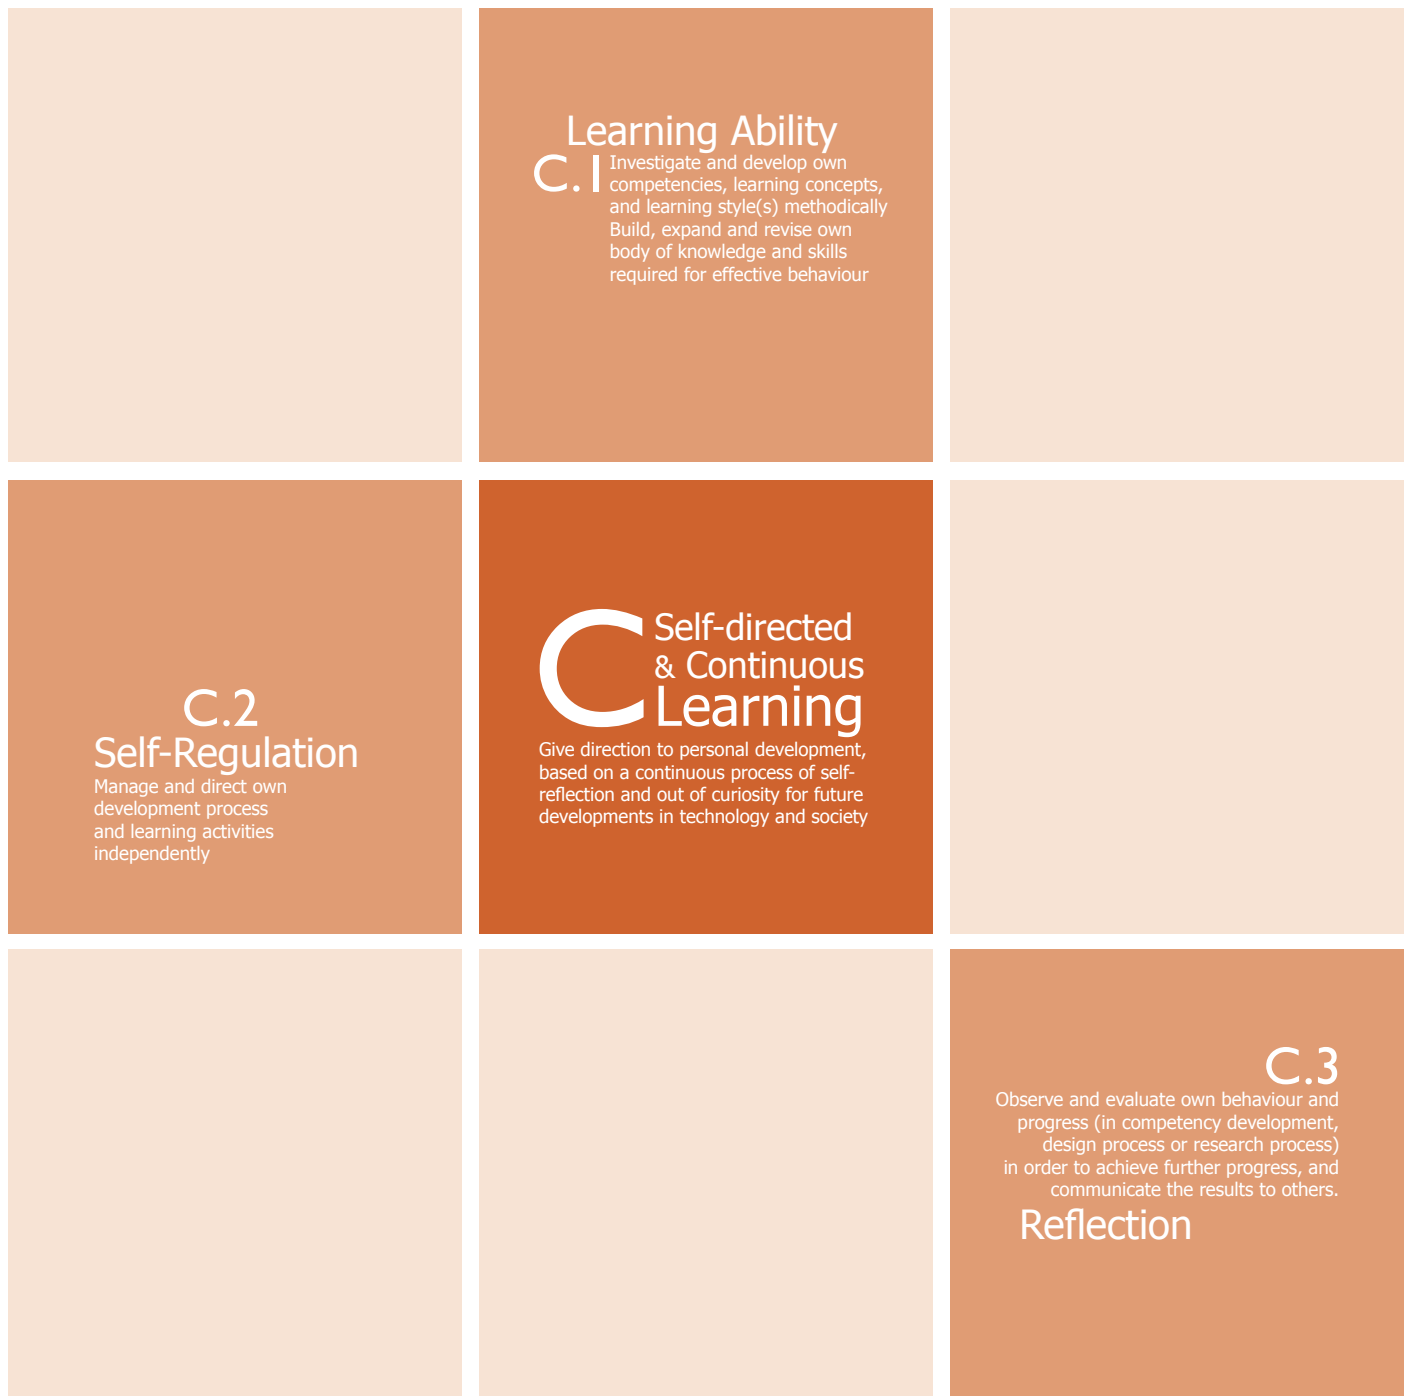 Learning Ability
C.1
Investigate and develop own
competencies, learning concepts,
and learning style(s) methodically
Build, expand and revise own
body of knowledge and skills
required for effective behaviour
C.2
Self-Regulation
Manage and direct own
development process
and learning activities
independently
C
Self-directed
& Continuous
Learning
Give direction to personal development,
based on a continuous process of self-
reflection and out of curiosity for future
developments in technology and society
C.3
Observe and evaluate own behaviour and
progress (in competency development,
design process or research process)
in order to achieve further progress, and
communicate the results to others.
Reflection